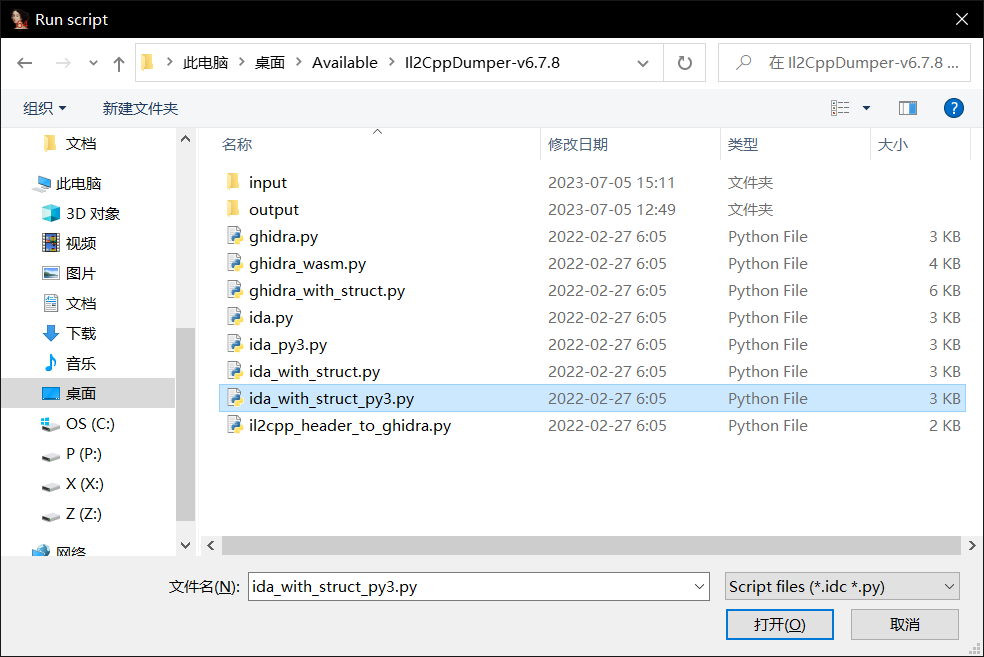 Run script
此电脑 桌面 Available Il2CppDumper-v6.7.8 在 Il2CppDumper-v6.7.8 ...
组织 新建文件夹
文档
此电脑
3D 对象
视频
图片
文档
下载
音乐
桌面
OS (C:)
P (P:)
X (X:)
Z (Z:)
网络
名称 修改日期 类型 大小
input 2023-07-05 15:11 文件夹
output 2023-07-05 12:49 文件夹
ghidra.py 2022-02-27 6:05 Python File 3 KB
ghidra_wasm.py 2022-02-27 6:05 Python File 4 KB
ghidra_with_struct.py 2022-02-27 6:05 Python File 6 KB
ida.py 2022-02-27 6:05 Python File 3 KB
ida_py3.py 2022-02-27 6:05 Python File 3 KB
ida_with_struct.py 2022-02-27 6:05 Python File 3 KB
ida_with_struct_py3.py 2022-02-27 6:05 Python File 3 KB
il2cpp_header_to_ghidra.py 2022-02-27 6:05 Python File 2 KB
文件名(N): ida_with_struct_py3.py Script files (*.idc *.py)
打开(O) 取消